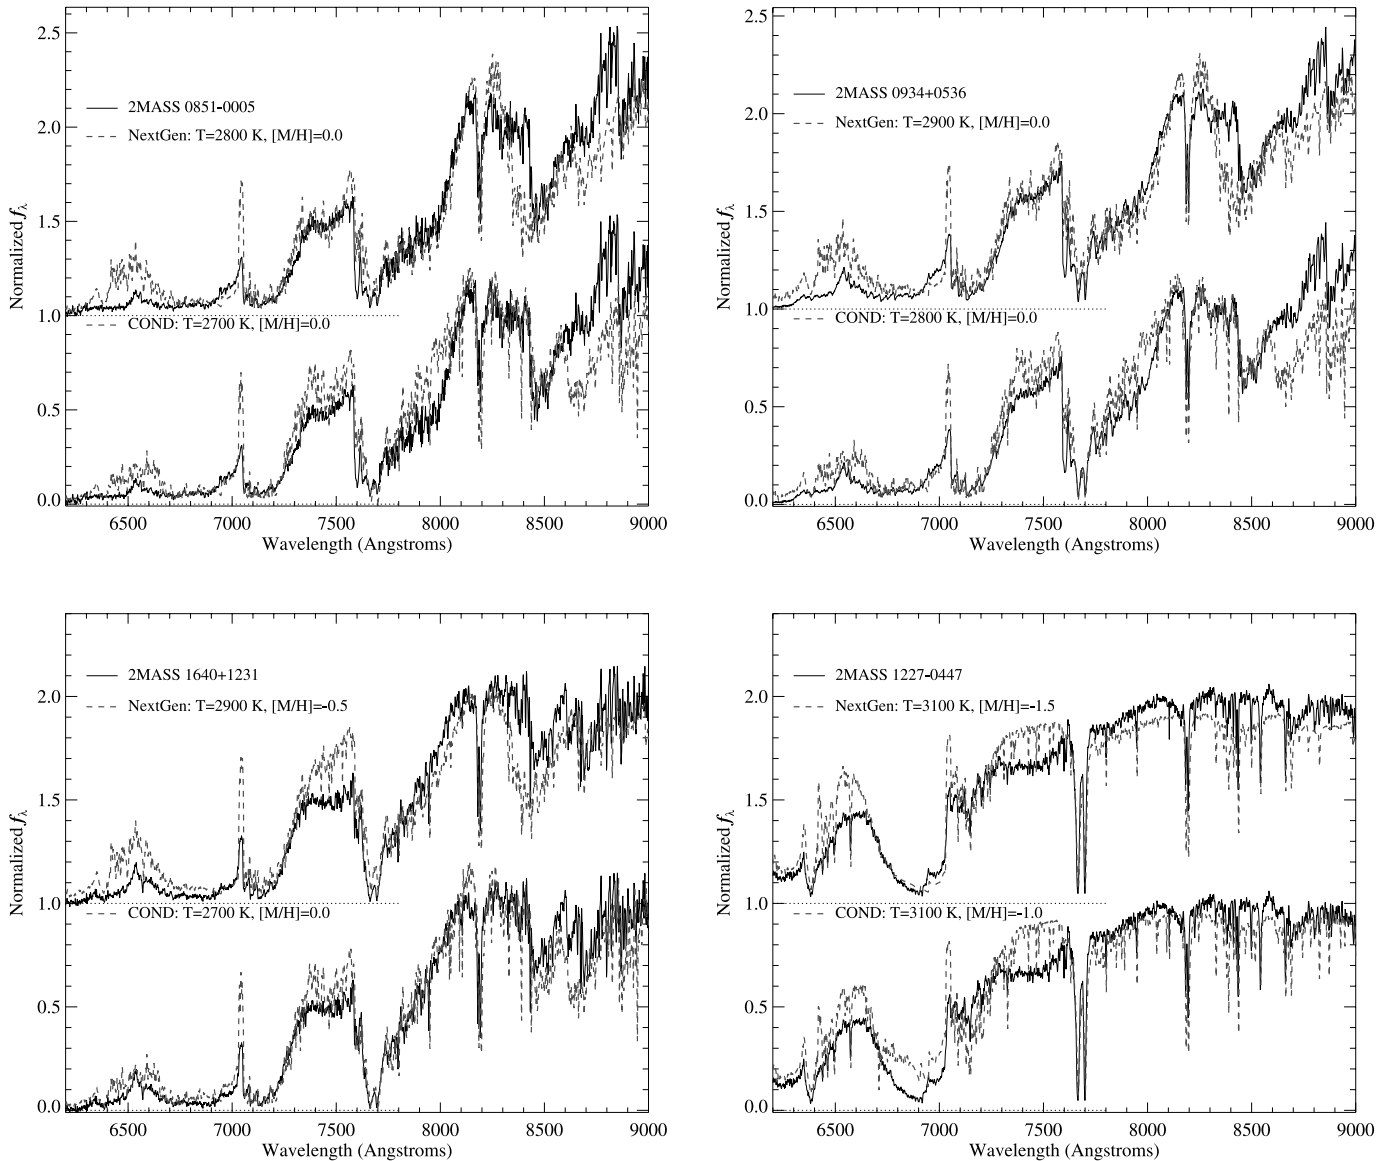 2.5
2.0
1.5
1.0
0.5
0.0
Normalized fλ
2MASS 0851-0005
NextGen: T=2800 K, [M/H]=0.0
COND: T=2700 K, [M/H]=0.0
6500 7000 7500 8000 8500 9000
Wavelength (Angstroms)
2.5
2.0
1.5
1.0
0.5
0.0
Normalized fλ
2MASS 0934+0536
NextGen: T=2900 K, [M/H]=0.0
COND: T=2800 K, [M/H]=0.0
6500 7000 7500 8000 8500 9000
Wavelength (Angstroms)
2.0
1.5
1.0
0.5
0.0
Normalized fλ
2MASS 1640+1231
NextGen: T=2900 K, [M/H]=-0.5
COND: T=2700 K, [M/H]=0.0
6500 7000 7500 8000 8500 9000
Wavelength (Angstroms)
2.0
1.5
1.0
0.5
0.0
Normalized fλ
2MASS 1227-0447
NextGen: T=3100 K, [M/H]=-1.5
COND: T=3100 K, [M/H]=-1.0
6500 7000 7500 8000 8500 9000
Wavelength (Angstroms)